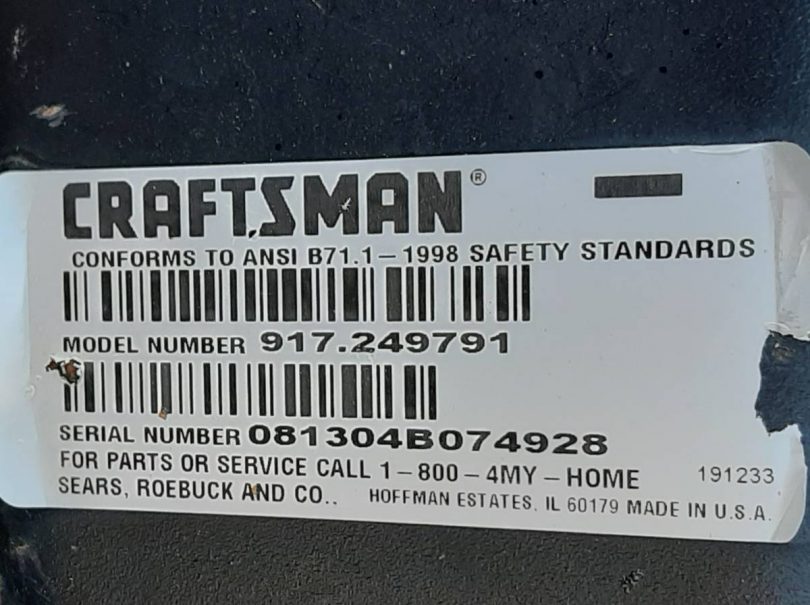 CRAFTSMAN®
CONFORMS TO ANSI B71.1–1998 SAFETY STANDARDS
MODEL NUMBER 917.249791
SERIAL NUMBER 081304B074928
FOR PARTS OR SERVICE CALL 1–800–4MY–HOME 191233
SEARS, ROEBUCK AND CO.. HOFFMAN ESTATES, IL 60179 MADE IN U.S.A.